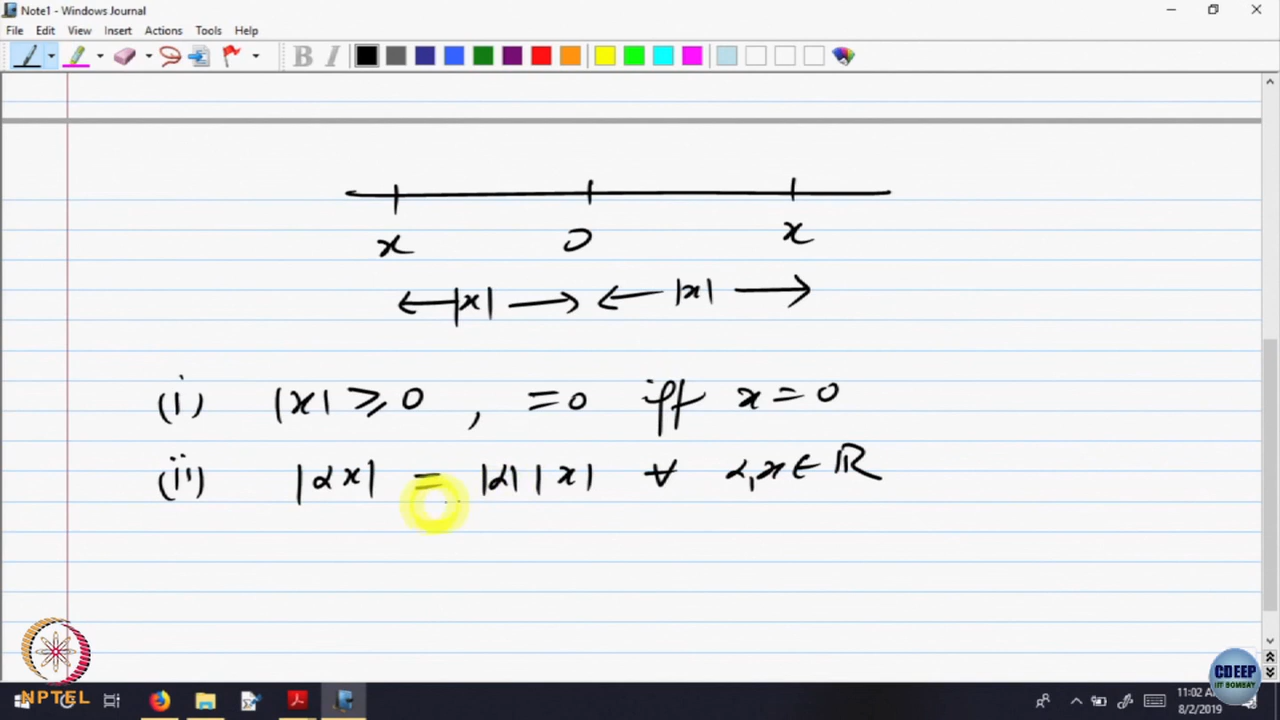 Note1 - Windows Journal
File Edit View Insert Actions Tools Help
B I
x 0 x
|x| |x|
(i) |x| ⩾ 0 , =0 iff x = 0
(ii) |αx| = |α| |x| ∀ α,x ∈ ℝ
NPTEL
CDEEP
IIT BOMBAY
11:02 A
8/2/2019